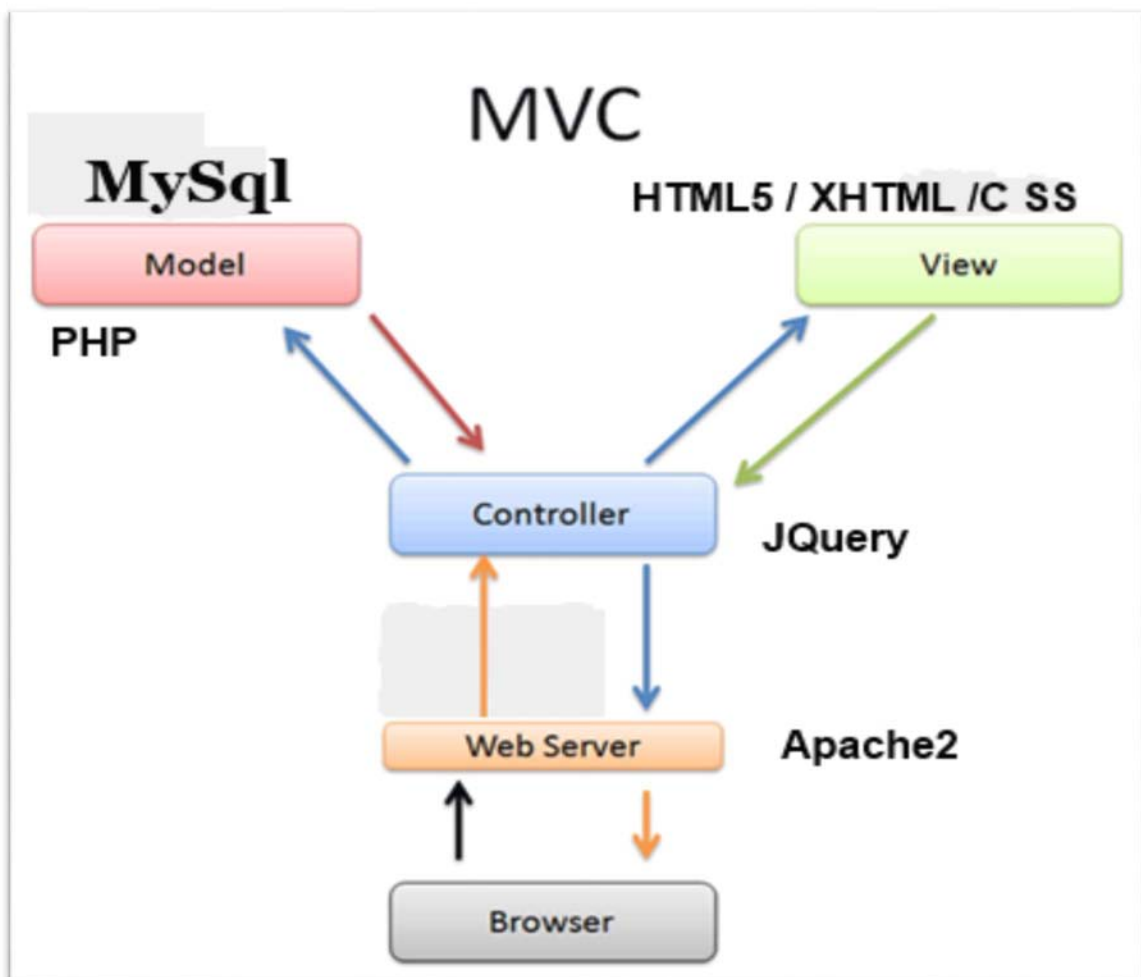 MVC
MySql
HTML5 / XHTML /C SS
Model
View
PHP
Controller
JQuery
Web Server
Apache2
Browser